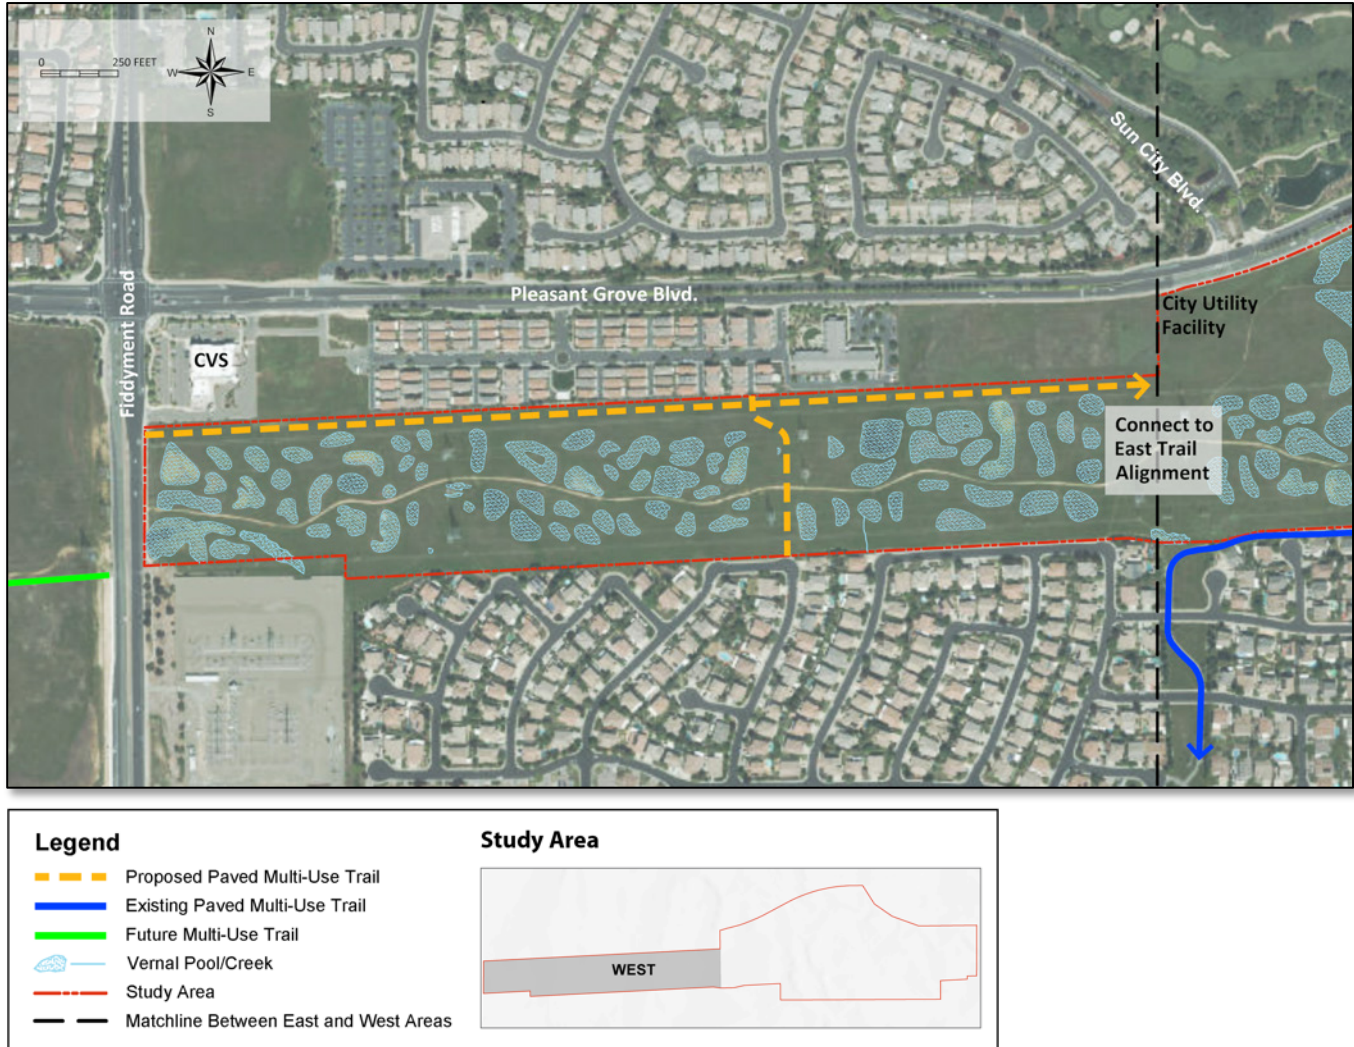 N
0 250 FEET
W E
S
Sun City Blvd.
Fiddyment Road
Pleasant Grove Blvd.
City Utility
Facility
CVS
Connect to
East Trail
Alignment
Legend
Proposed Paved Multi-Use Trail
Existing Paved Multi-Use Trail
Future Multi-Use Trail
Vernal Pool/Creek
Study Area
Matchline Between East and West Areas
Study Area
WEST